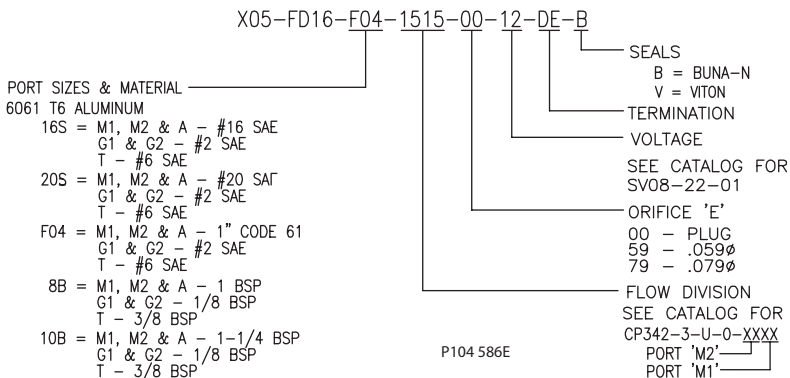 X05-FD16-F04-1515-00-12-DE-B
PORT SIZES & MATERIAL
6061 T6 ALUMINUM
16S = M1, M2 & A - #16 SAE
G1 & G2 - #2 SAE
T - #6 SAE
20S = M1, M2 & A - #20 SAE
G1 & G2 - #2 SAE
T - #6 SAE
F04 = M1, M2 & A - 1" CODE 61
G1 & G2 - #2 SAE
T - #6 SAE
8B = M1, M2 & A - 1 BSP
G1 & G2 - 1/8 BSP
T - 3/8 BSP
10B = M1, M2 & A - 1-1/4 BSP
G1 & G2 - 1/8 BSP
T - 3/8 BSP
SEALS
B = BUNA-N
V = VITON
TERMINATION
VOLTAGE
SEE CATALOG FOR
SV08-22-01
ORIFICE 'E'
00 - PLUG
59 - .059ø
79 - .079ø
FLOW DIVISION
SEE CATALOG FOR
CP342-3-U-0-XXXX
PORT 'M2'
PORT 'M1'
P104 586E